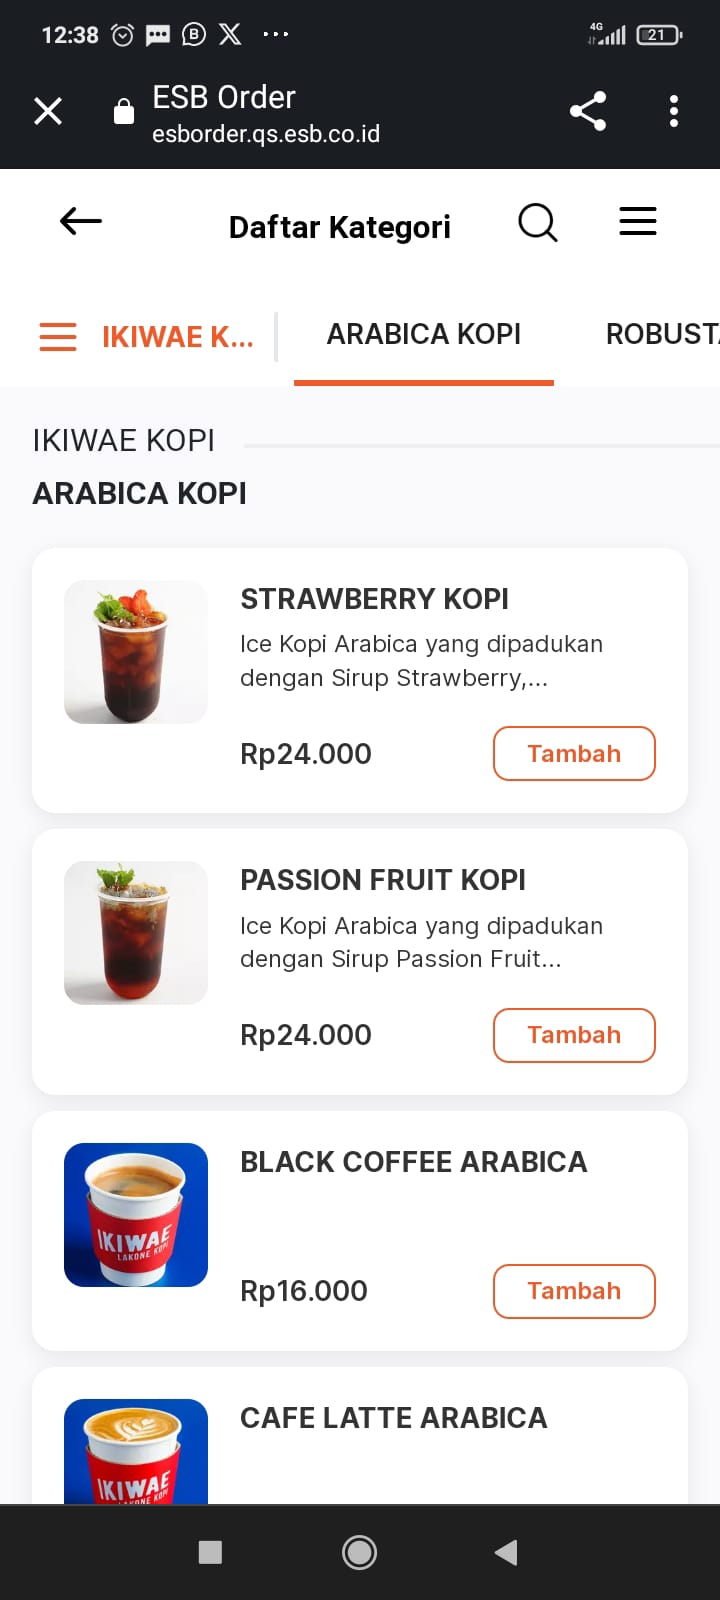 12:38
4G
21
ESB Order
esborder.qs.esb.co.id
Daftar Kategori
IKIWAE K...
ARABICA KOPI
ROBUSTA
IKIWAE KOPI
ARABICA KOPI
STRAWBERRY KOPI
Ice Kopi Arabica yang dipadukan
dengan Sirup Strawberry,...
Rp24.000
Tambah
PASSION FRUIT KOPI
Ice Kopi Arabica yang dipadukan
dengan Sirup Passion Fruit...
Rp24.000
Tambah
BLACK COFFEE ARABICA
IKIWAE
LAKONE KOPI
Rp16.000
Tambah
CAFE LATTE ARABICA
IKIWAE
LAKONE KOPI